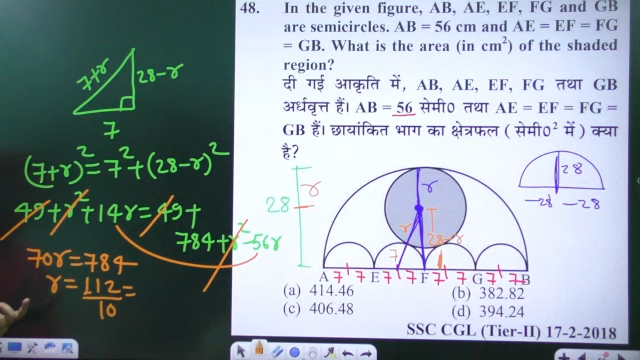 48. In the given figure, AB, AE, EF, FG and GB
are semicircles. AB = 56 cm and AE = EF = FG
= GB. What is the area (in cm²) of the shaded
region?
दी गई आकृति में, AB, AE, EF, FG तथा GB
अर्धवृत्त हैं। AB = 56 सेमी० तथा AE = EF = FG =
GB हैं। छायांकित भाग का क्षेत्रफल (सेमी०² में) क्या
है?
7+r
28-r
7
(7+r)² = 7² + (28-r)²
49+r²+14r = 49+
784+r²-56r
70r = 784
r = 112/10 =
28
r
r
r
28-r
7
28
-28 -28
A 7 7 E 7 7 F 7 7 G 7 7 B
(a) 414.46 (b) 382.82
(c) 406.48 (d) 394.24
SSC CGL (Tier-II) 17-2-2018